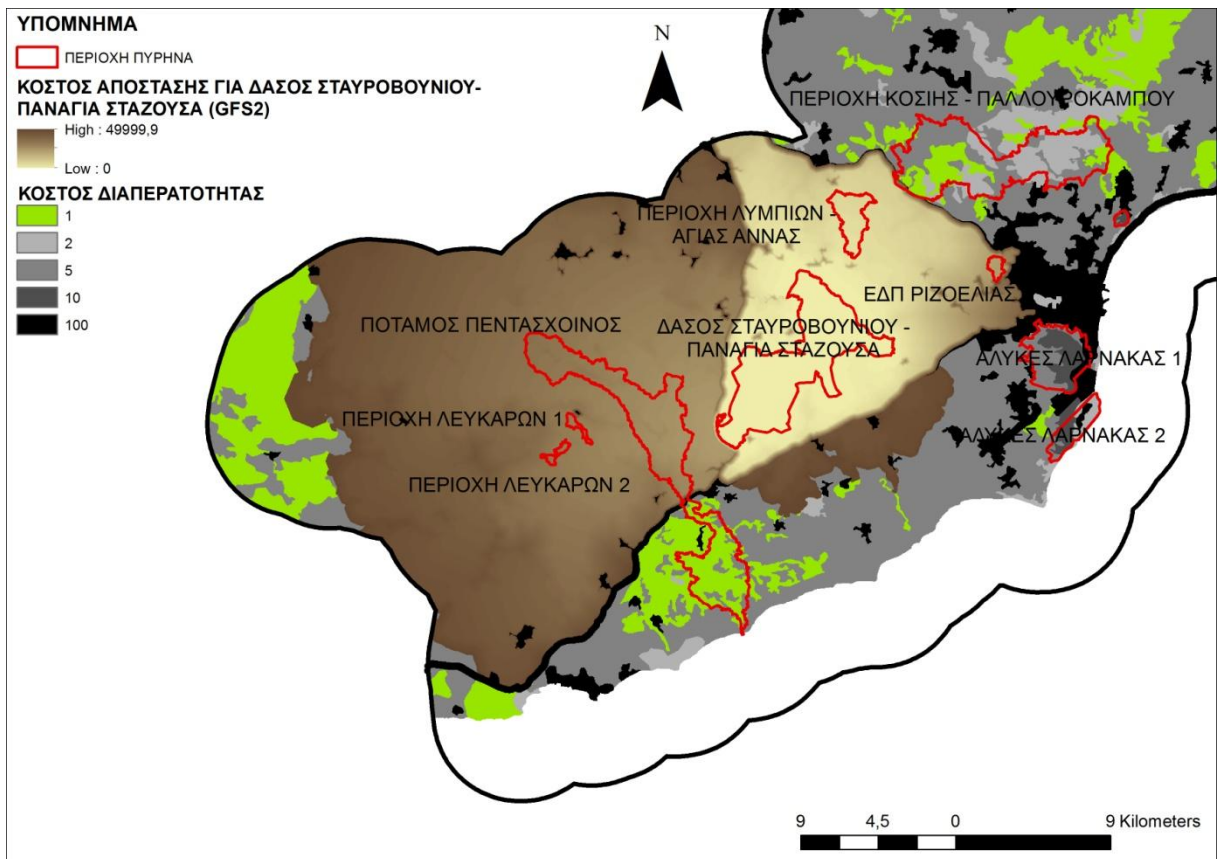 ΥΠΟΜΝΗΜΑ
ΠΕΡΙΟΧΗ ΠΥΡΗΝΑ
ΚΟΣΤΟΣ ΑΠΟΣΤΑΣΗΣ ΓΙΑ ΔΑΣΟΣ ΣΤΑΥΡΟΒΟΥΝΙΟΥ-
ΠΑΝΑΓΙΑ ΣΤΑΖΟΥΣΑ (GFS2)
High : 49999,9
Low : 0
ΚΟΣΤΟΣ ΔΙΑΠΕΡΑΤΟΤΗΤΑΣ
1
2
5
10
100
N
ΠΕΡΙΟΧΗ ΚΟΣΙΗΣ - ΠΑΛΛΟΥΡΟΚΑΜΠΟΥ
ΠΕΡΙΟΧΗ ΛΥΜΠΙΩΝ -
ΑΓΙΑΣ ΑΝΝΑΣ
ΕΔΠ ΡΙΖΟΕΛΙΑΣ
ΠΟΤΑΜΟΣ ΠΕΝΤΑΣΧΟΙΝΟΣ
ΔΑΣΟΣ ΣΤΑΥΡΟΒΟΥΝΙΟΥ -
ΠΑΝΑΓΙΑ ΣΤΑΖΟΥΣΑ
ΑΛΥΚΕΣ ΛΑΡΝΑΚΑΣ 1
ΠΕΡΙΟΧΗ ΛΕΥΚΑΡΩΝ 1
ΑΛΥΚΕΣ ΛΑΡΝΑΚΑΣ 2
ΠΕΡΙΟΧΗ ΛΕΥΚΑΡΩΝ 2
9 4,5 0 9 Kilometers